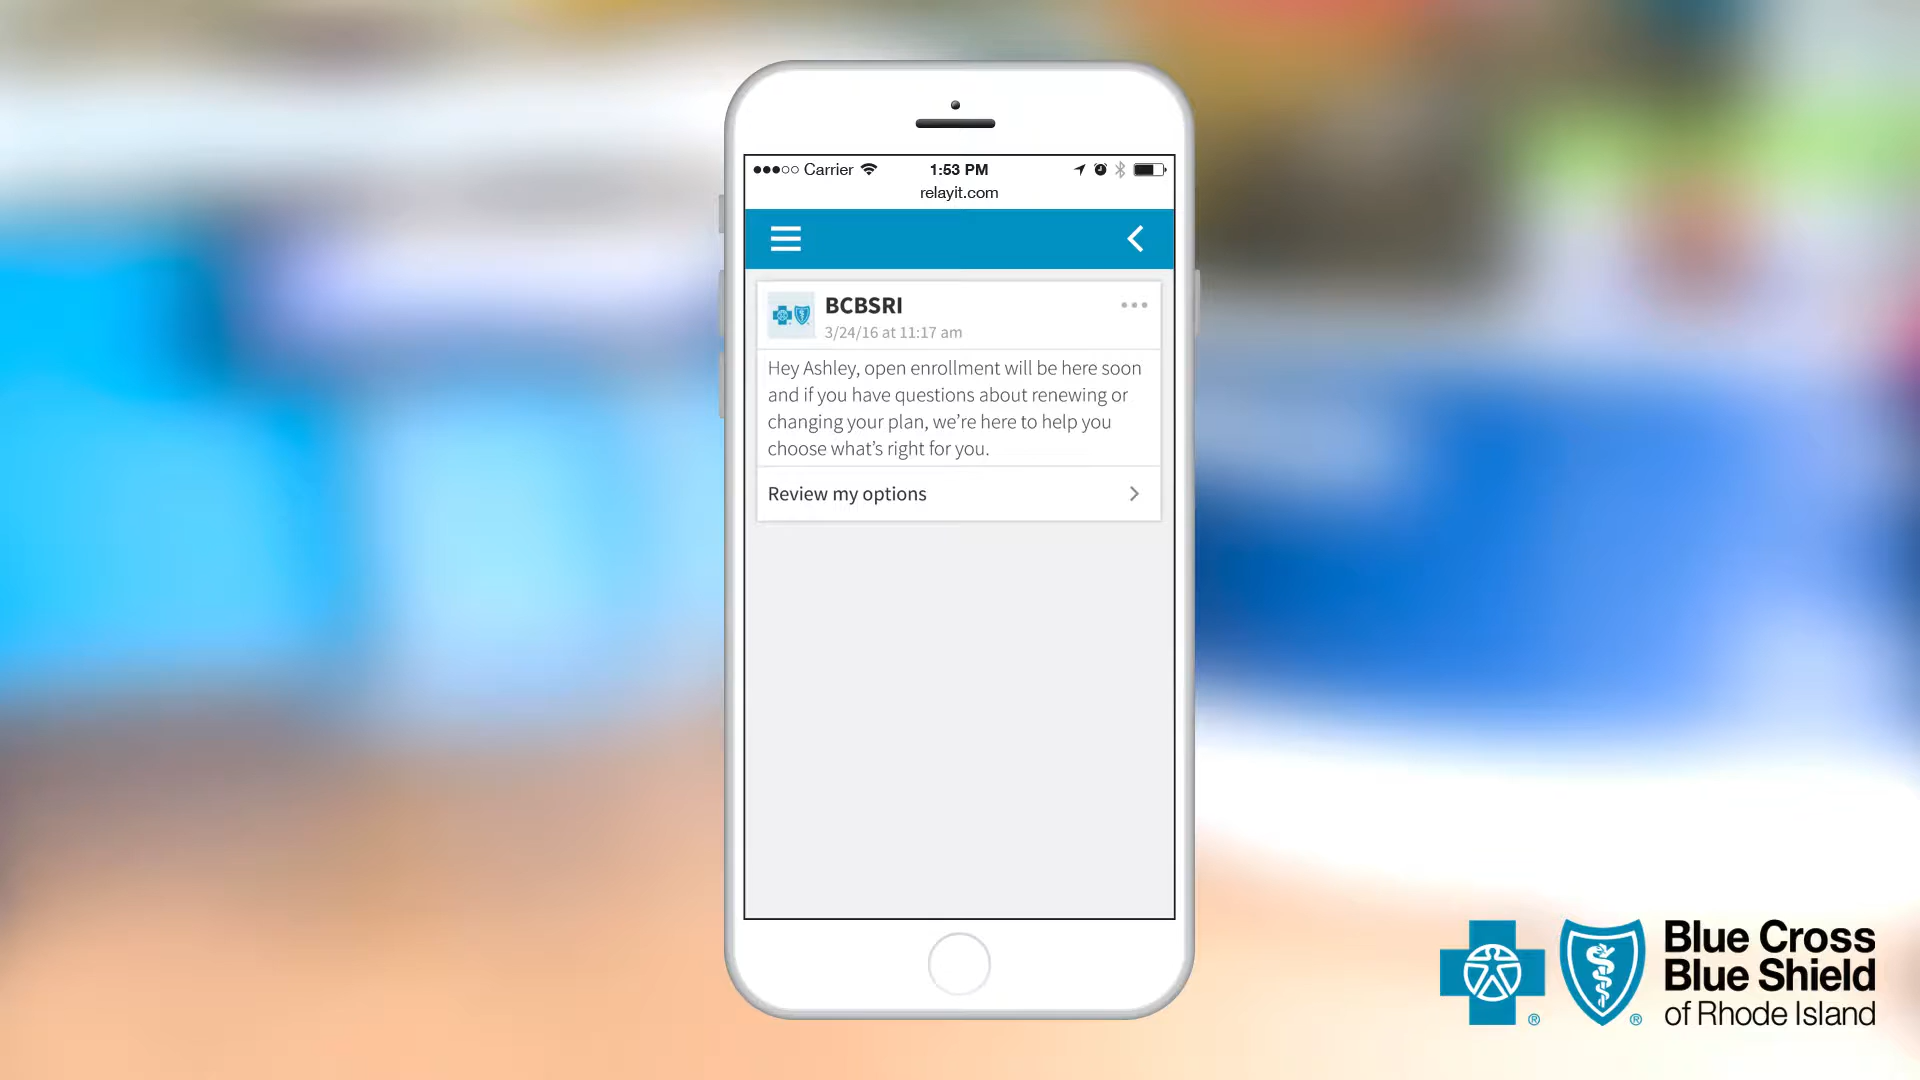 Carrier 1:53 PM
relayit.com
BCBSRI
3/24/16 at 11:17 am
Hey Ashley, open enrollment will be here soon
and if you have questions about renewing or
changing your plan, we’re here to help you
choose what’s right for you.
Review my options
Blue Cross
Blue Shield
® ® of Rhode Island